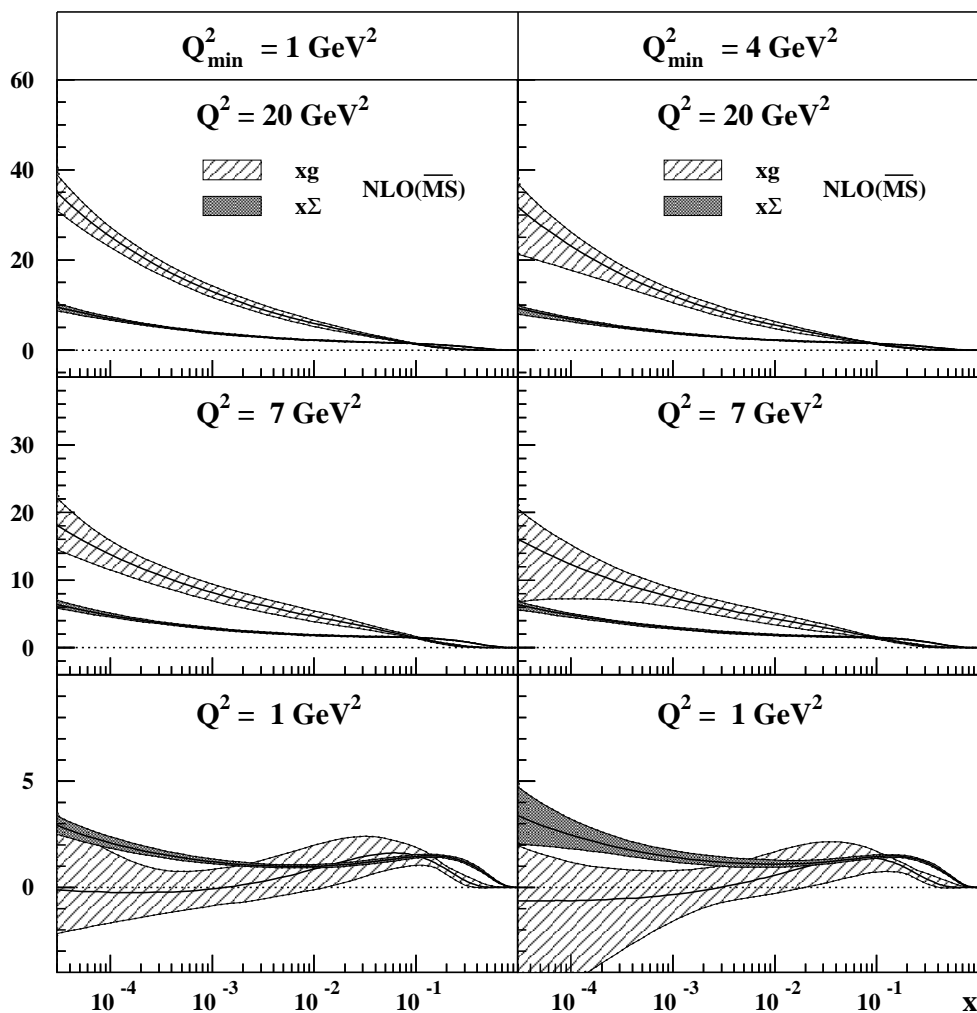 Q²min = 1 GeV² Q²min = 4 GeV²
60
Q² = 20 GeV² Q² = 20 GeV²
xg xg
NLO(M̅S̅) NLO(M̅S̅)
xΣ xΣ
40
20
0
Q² = 7 GeV² Q² = 7 GeV²
30
20
10
0
Q² = 1 GeV² Q² = 1 GeV²
5
0
10⁻⁴ 10⁻³ 10⁻² 10⁻¹ 10⁻⁴ 10⁻³ 10⁻² 10⁻¹ x